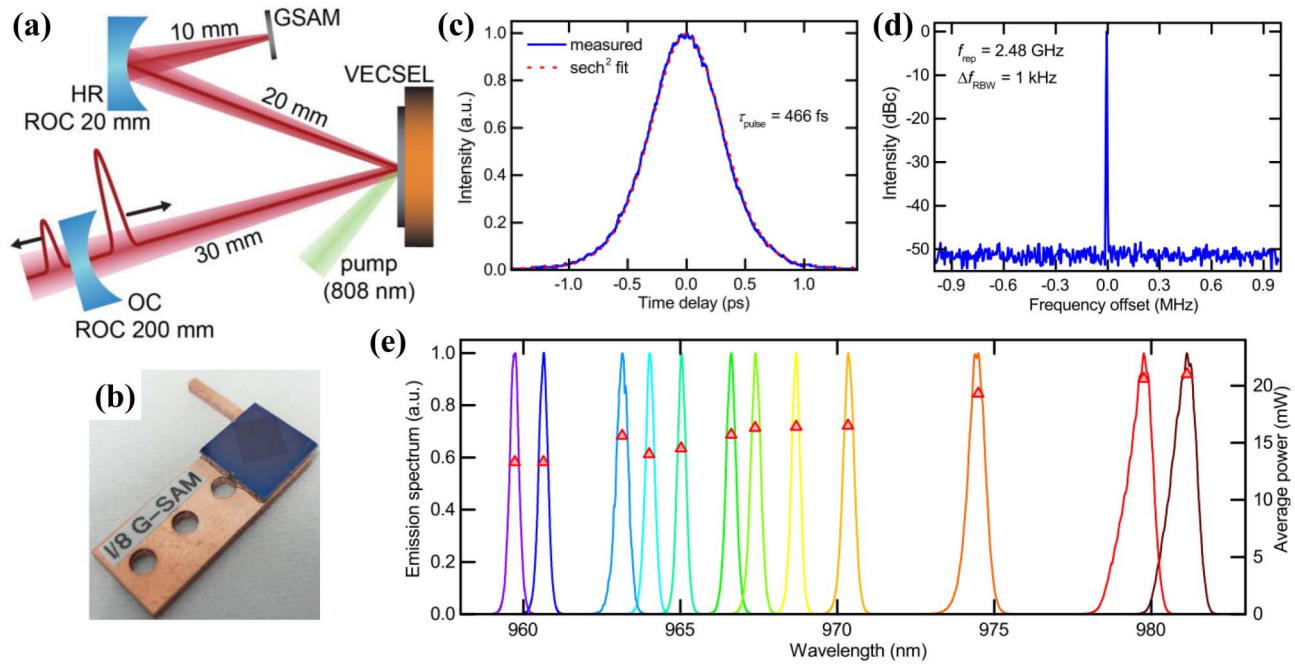 (a)
10 mm
GSAM
VECSEL
HR
ROC 20 mm
20 mm
30 mm
pump
(808 nm)
OC
ROC 200 mm
(b)
I/8 G-SAM
(c)
measured
sech² fit
τpulse = 466 fs
Intensity (a.u.)
1.0
0.8
0.6
0.4
0.2
0.0
-1.0 -0.5 0.0 0.5 1.0
Time delay (ps)
(d)
frep = 2.48 GHz
ΔfRBW = 1 kHz
Intensity (dBc)
0
-10
-20
-30
-40
-50
-0.9 -0.6 -0.3 0.0 0.3 0.6 0.9
Frequency offset (MHz)
(e)
Emission spectrum (a.u.)
1.0
0.8
0.6
0.4
0.2
0.0
960 965 970 975 980
Wavelength (nm)
20
15
10
5
0
Average power (mW)